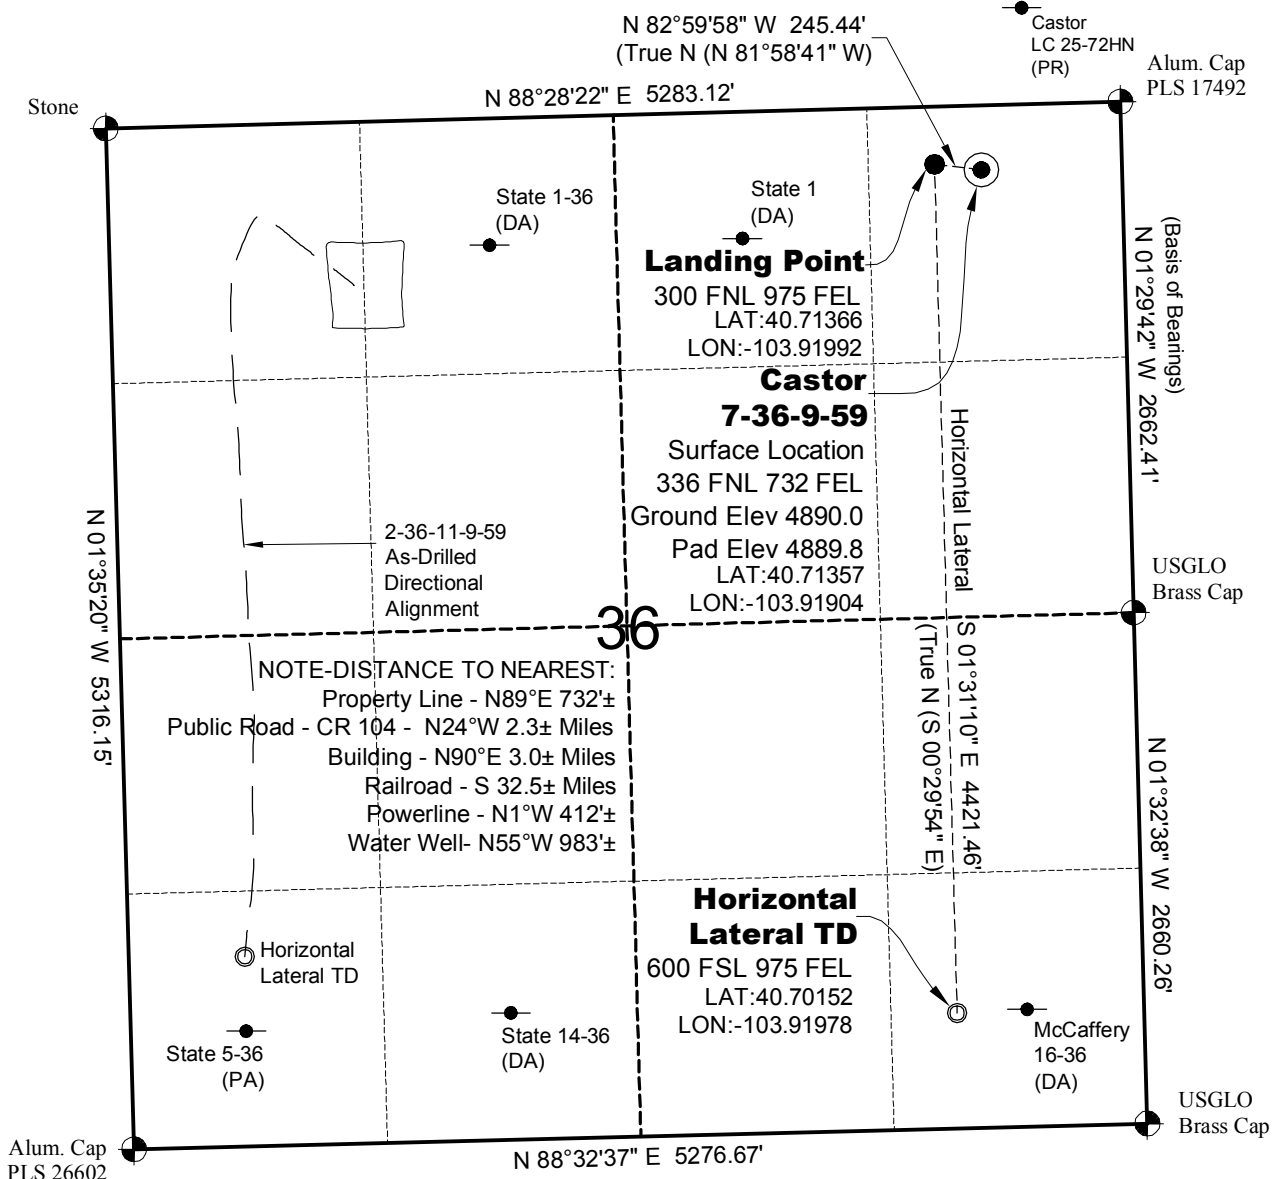 N 82°59'58" W 245.44'
(True N (N 81°58'41" W)
Castor
LC 25-72HN
(PR)
Alum. Cap
PLS 17492
Stone
N 88°28'22" E 5283.12'
State 1-36
(DA)
State 1
(DA)
Landing Point
300 FNL 975 FEL
LAT:40.71366
LON:-103.91992
Castor
7-36-9-59
Surface Location
336 FNL 732 FEL
Ground Elev 4890.0
Pad Elev 4889.8
LAT:40.71357
LON:-103.91904
(Basis of Bearings)
N 01°29'42" W 2662.41'
Horizontal Lateral
S 01°31'10" E 4421.46'
(True N (S 00°29'54" E)
N 01°35'20" W 5316.15'
2-36-11-9-59
As-Drilled
Directional
Alignment
USGLO
Brass Cap
36
NOTE-DISTANCE TO NEAREST:
Property Line - N89°E 732'±
Public Road - CR 104 - N24°W 2.3± Miles
Building - N90°E 3.0± Miles
Railroad - S 32.5± Miles
Powerline - N1°W 412'±
Water Well- N55°W 983'±
N 01°32'38" W 2660.26'
Horizontal
Lateral TD
600 FSL 975 FEL
LAT:40.70152
LON:-103.91978
Horizontal
Lateral TD
State 5-36
(PA)
State 14-36
(DA)
McCaffery
16-36
(DA)
USGLO
Brass Cap
Alum. Cap
PLS 26602
N 88°32'37" E 5276.67'